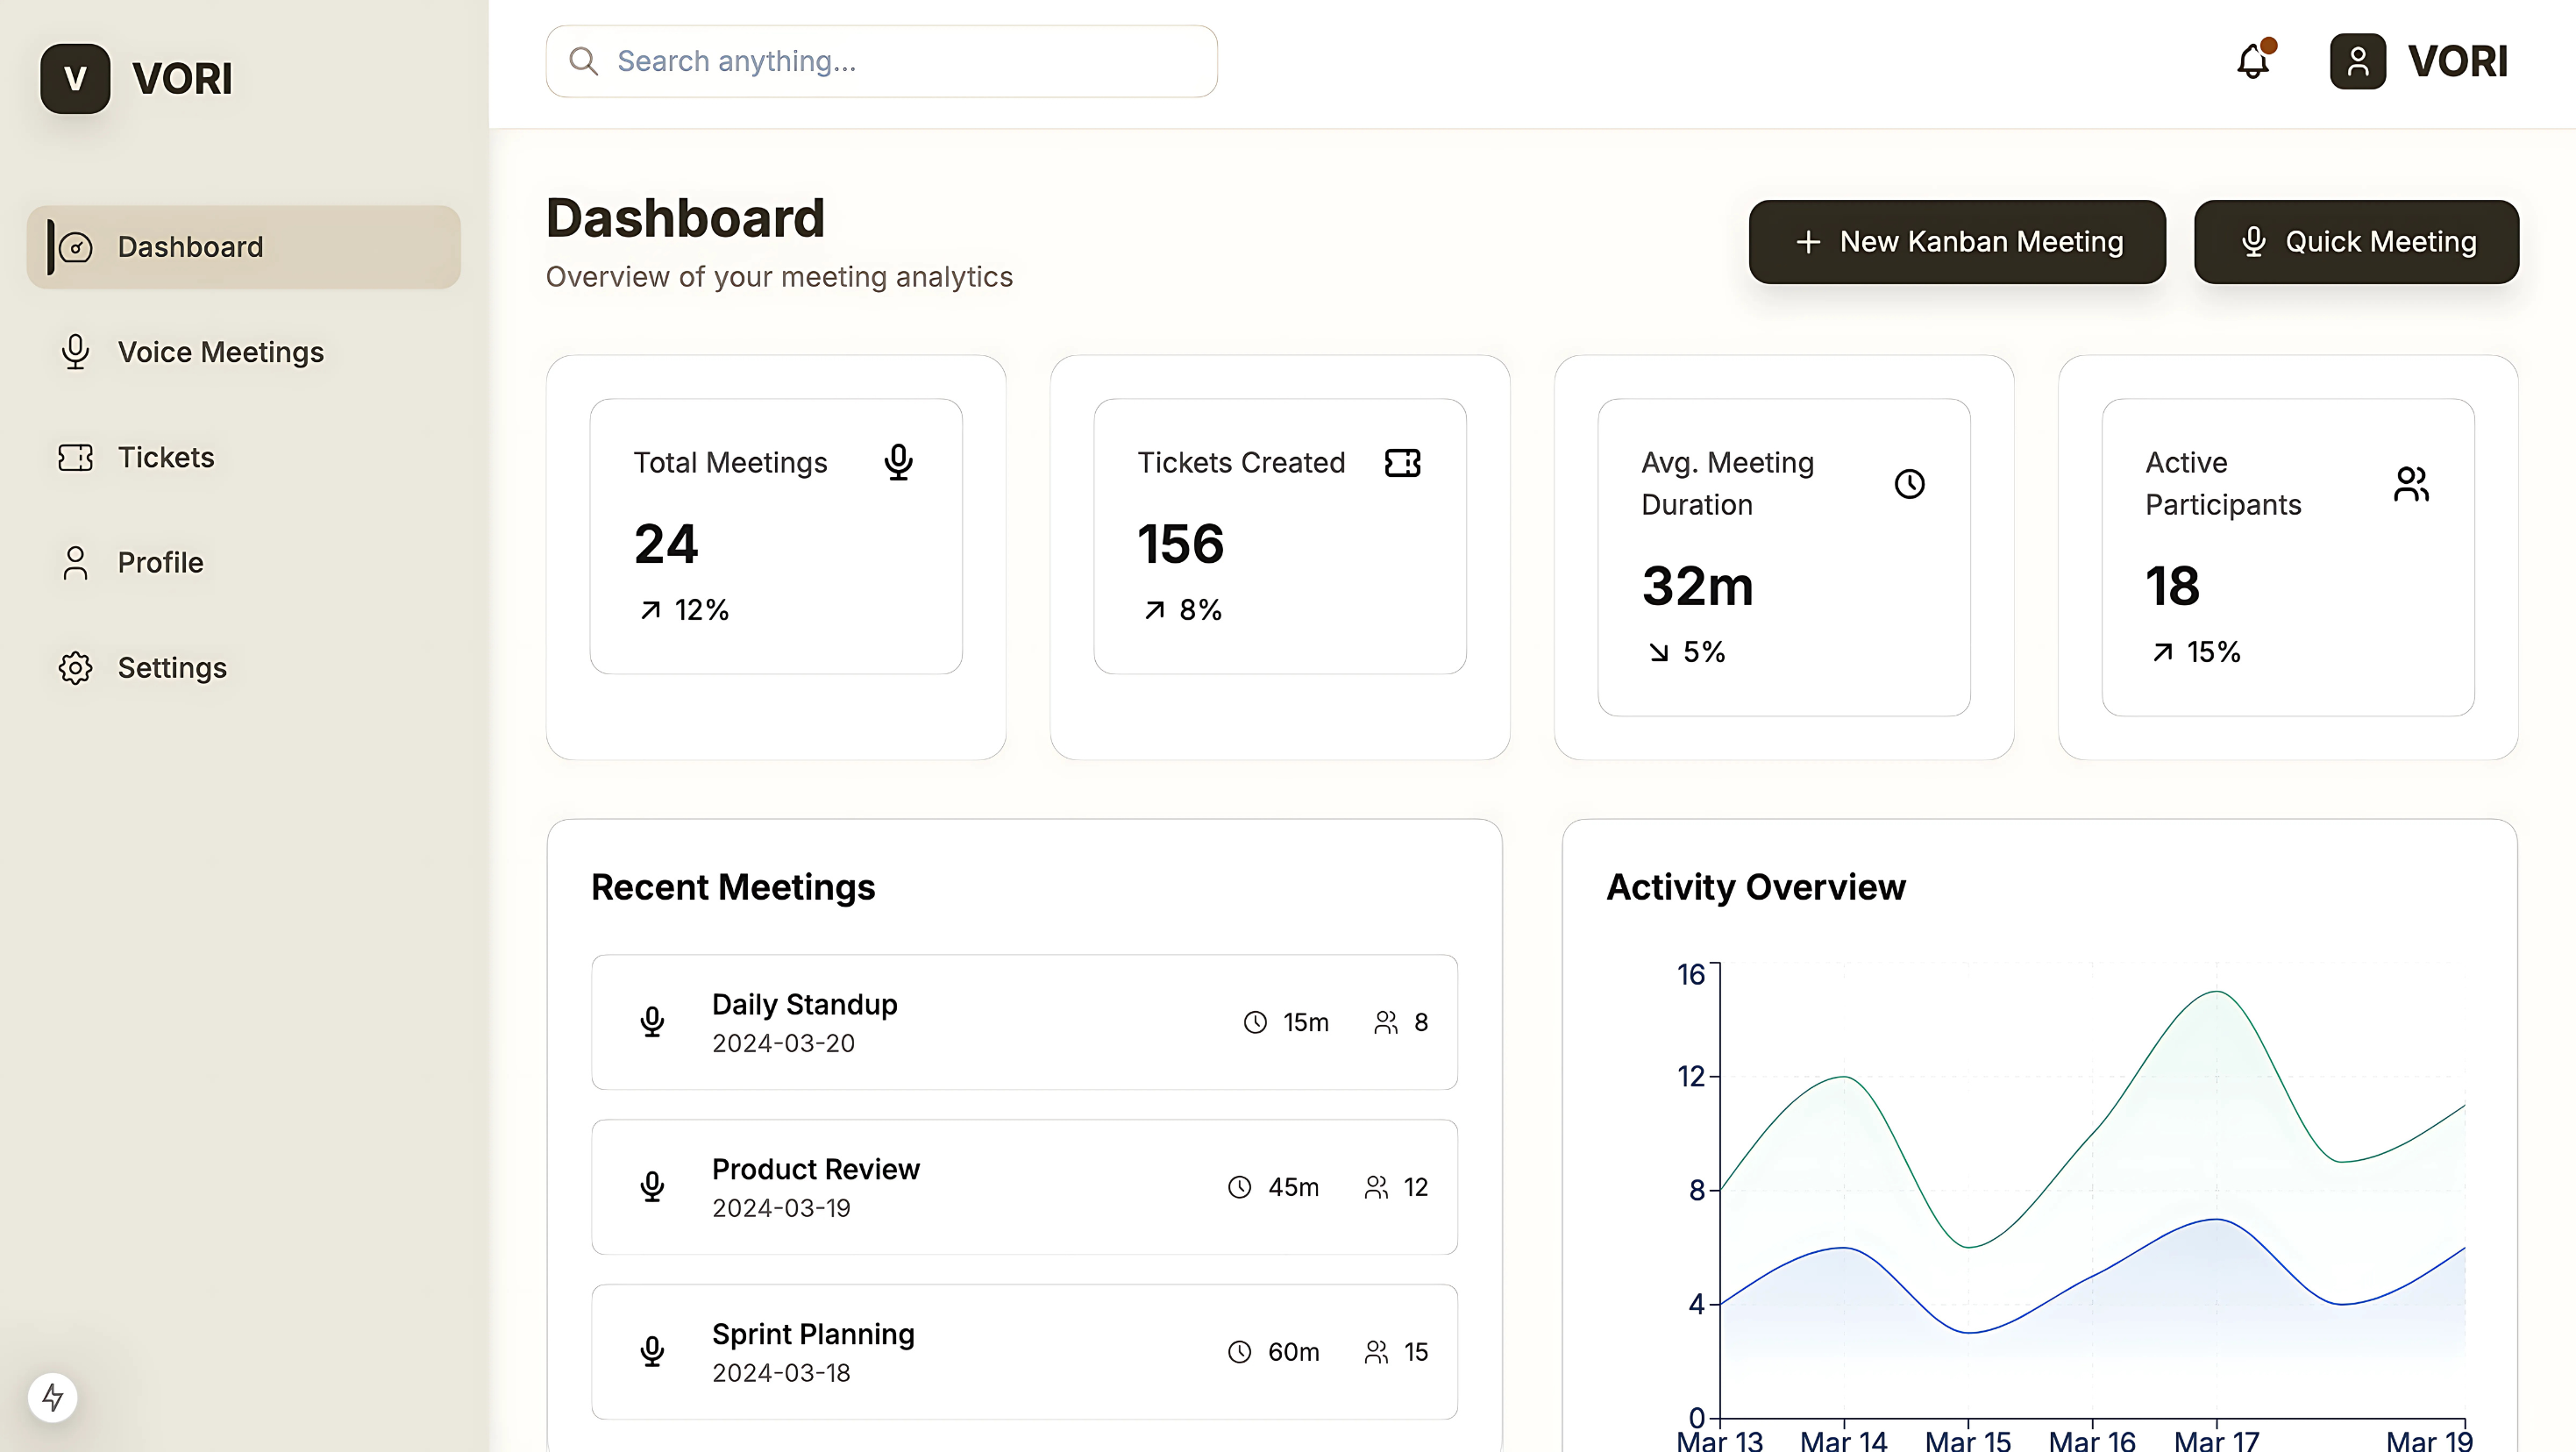 V VORI
Search anything...
VORI
Dashboard
Voice Meetings
Tickets
Profile
Settings
Dashboard
Overview of your meeting analytics
New Kanban Meeting
Quick Meeting
Total Meetings
24
12%
Tickets Created
156
8%
Avg. Meeting
Duration
32m
5%
Active
Participants
18
15%
Recent Meetings
Daily Standup
2024-03-20
15m
8
Product Review
2024-03-19
45m
12
Sprint Planning
2024-03-18
60m
15
Activity Overview
16
12
8
4
0
Mar 13 Mar 14 Mar 15 Mar 16 Mar 17 Mar 19